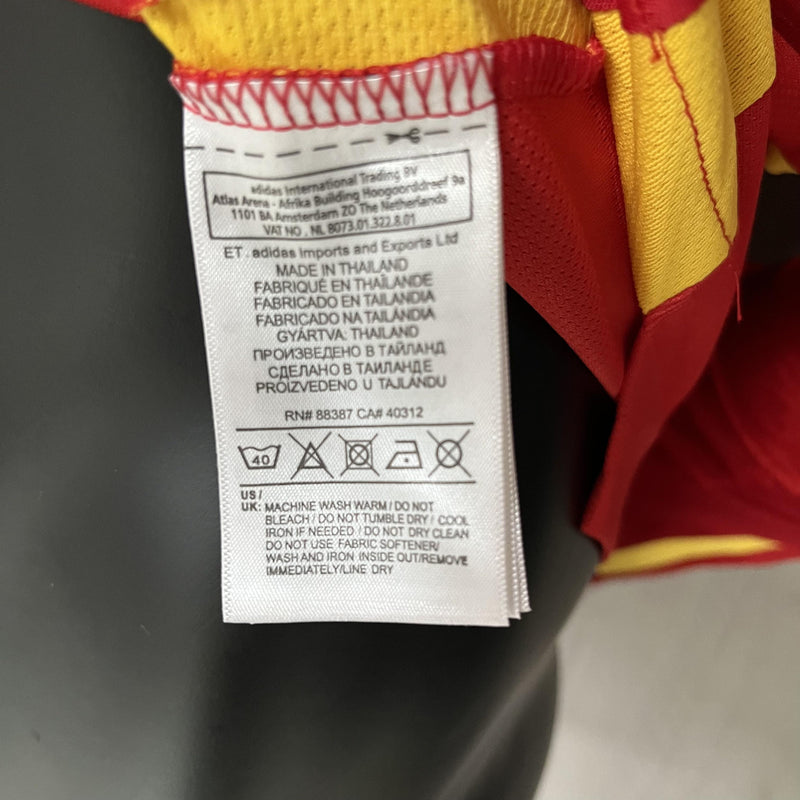 adidas International Trading BV
Atlas Arena - Afrika Building Hoogoorddreef 9a
1101 BA Amsterdam ZO The Netherlands
VAT NO. NL 8073.01.322.8.01
ET. adidas Imports and Exports Ltd
MADE IN THAILAND
FABRIQUÉ EN THAÏLANDE
FABRICADO EN TAILANDIA
FABRICADO NA TAILÂNDIA
GYÁRTVA: THAILAND
ПРОИЗВЕДЕНО В ТАЙЛАНД
СДЕЛАНО В ТАИЛАНДЕ
PROIZVEDENO U TAJLANDU
RN# 88387 CA# 40312
40
US /
UK: MACHINE WASH WARM / DO NOT
BLEACH / DO NOT TUMBLE DRY / COOL
IRON IF NEEDED / DO NOT DRY CLEAN
DO NOT USE FABRIC SOFTENER/
WASH AND IRON INSIDE OUT/REMOVE
IMMEDIATELY/LINE DRY